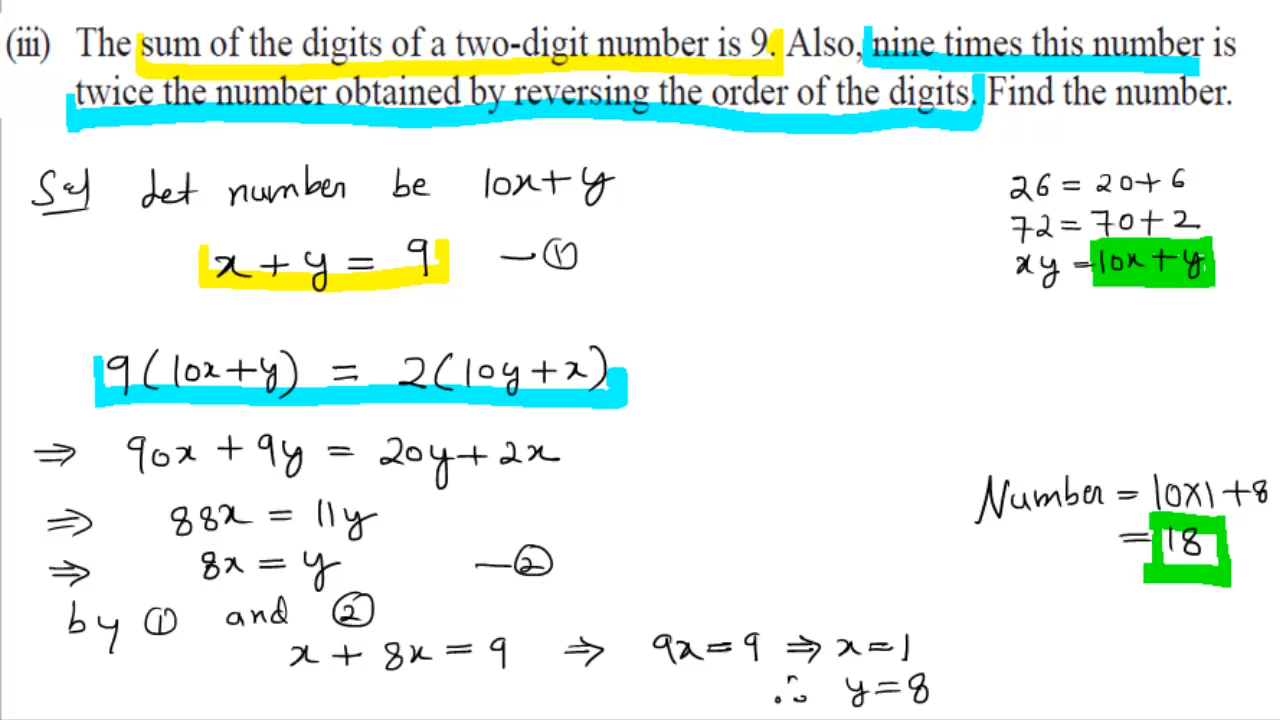 (iii) The sum of the digits of a two-digit number is 9. Also, nine times this number is
twice the number obtained by reversing the order of the digits. Find the number.
Sol Let number be 10x+y
26 = 20+6
72 = 70+2
xy = 10x+y
x+y = 9 —①
9(10x+y) = 2(10y+x)
⇒ 90x + 9y = 20y+2x
⇒ 88x = 11y
⇒ 8x = y —②
by ① and ②
x + 8x = 9 ⇒ 9x = 9 ⇒ x = 1
∴ y = 8
Number = 10×1+8
= 18